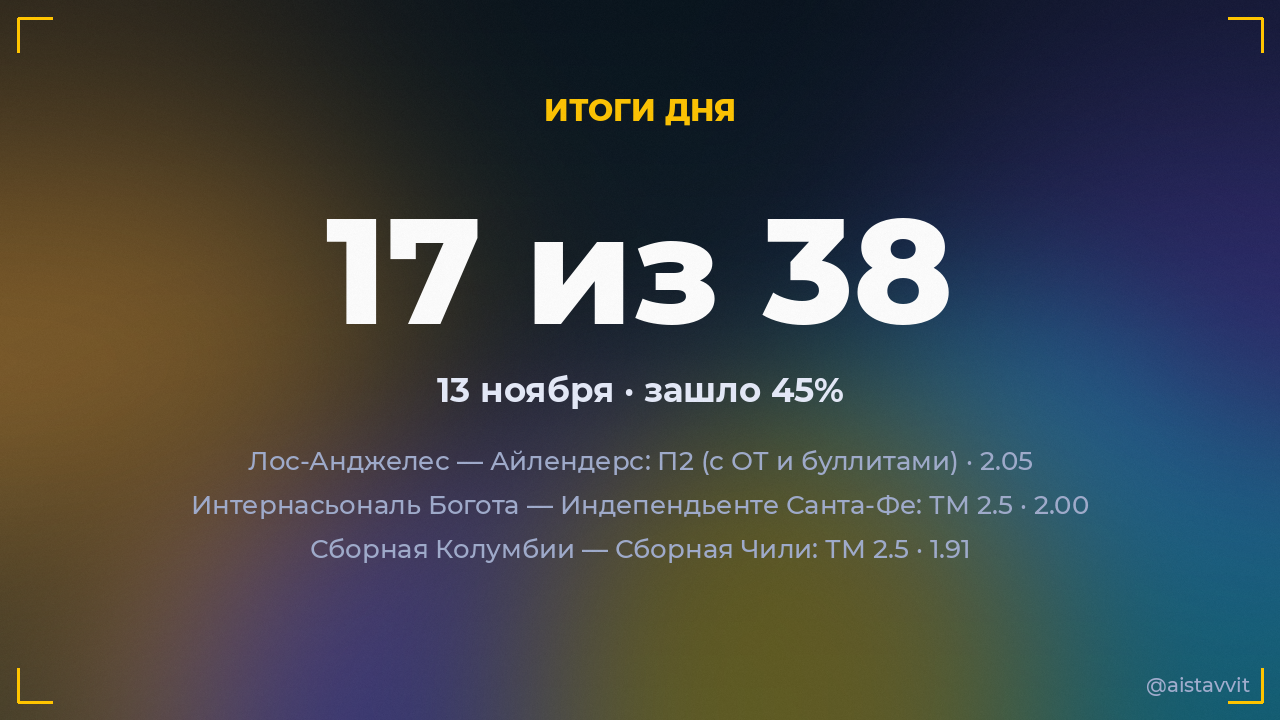 ИТОГИ ДНЯ
17 из 38
13 ноября · зашло 45%
Лос-Анджелес — Айлендерс: П2 (с ОТ и буллитами) · 2.05
Интернасьональ Богота — Индепендьенте Санта-Фе: ТМ 2.5 · 2.00
Сборная Колумбии — Сборная Чили: ТМ 2.5 · 1.91
@aistavvit